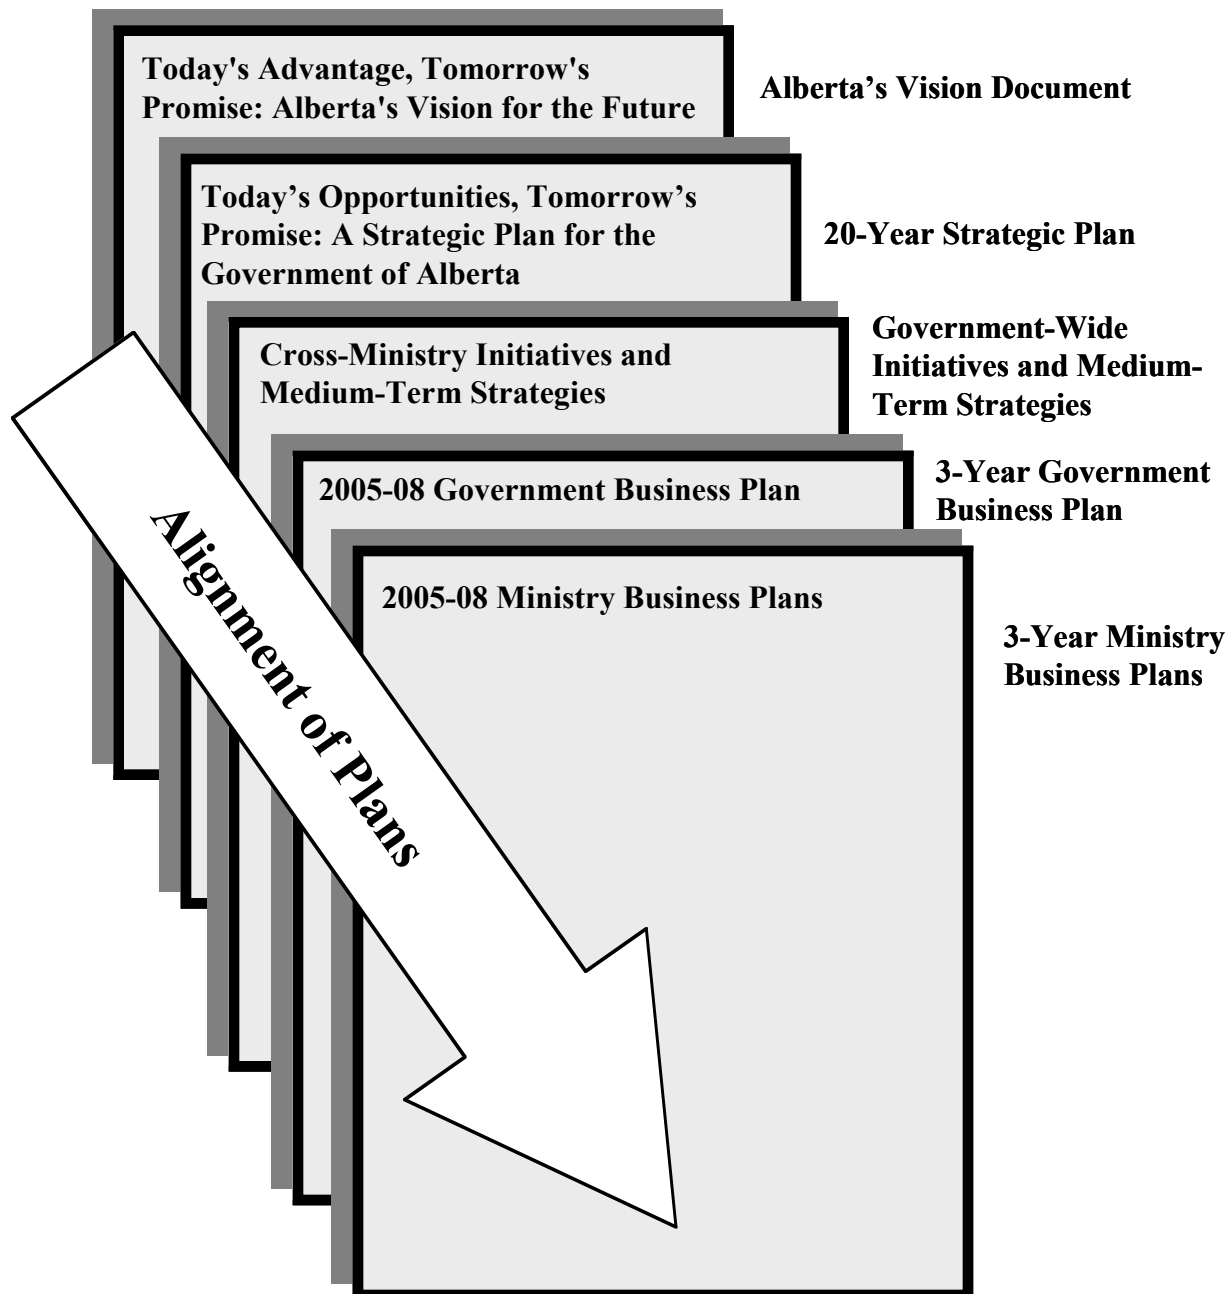 Today's Advantage, Tomorrow's
Promise: Alberta's Vision for the Future
Alberta’s Vision Document
Today’s Opportunities, Tomorrow’s
Promise: A Strategic Plan for the
Government of Alberta
20-Year Strategic Plan
Cross-Ministry Initiatives and
Medium-Term Strategies
Government-Wide
Initiatives and Medium-
Term Strategies
2005-08 Government Business Plan
3-Year Government
Business Plan
2005-08 Ministry Business Plans
3-Year Ministry
Business Plans
Alignment of Plans